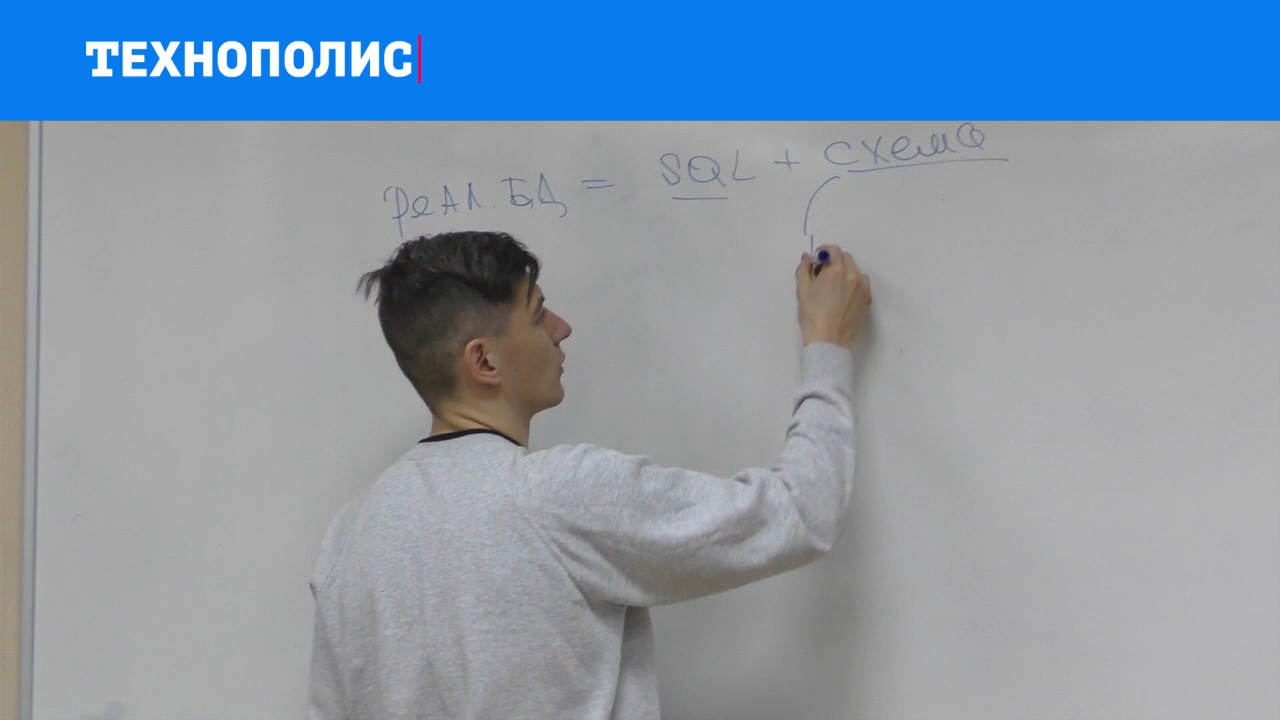 ТЕХНОПОЛИС
реал. БД = SQL + схема